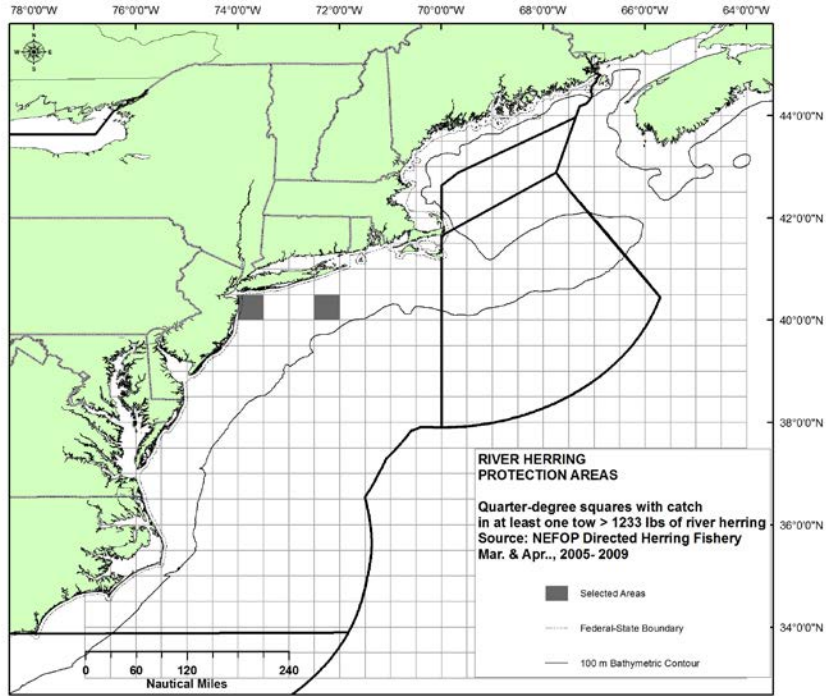 78°0'0"W 76°0'0"W 74°0'0"W 72°0'0"W 70°0'0"W 68°0'0"W 66°0'0"W 64°0'0"W
N
W E
S
44°0'0"N
42°0'0"N
40°0'0"N
38°0'0"N
RIVER HERRING
PROTECTION AREAS
Quarter-degree squares with catch
in at least one tow > 1233 lbs of river herring
Source: NEFOP Directed Herring Fishery
Mar. & Apr.., 2005- 2009
36°0'0"N
Selected Areas
Federal-State Boundary
34°0'0"N
100 m Bathymetric Contour
0 60 120 240
Nautical Miles